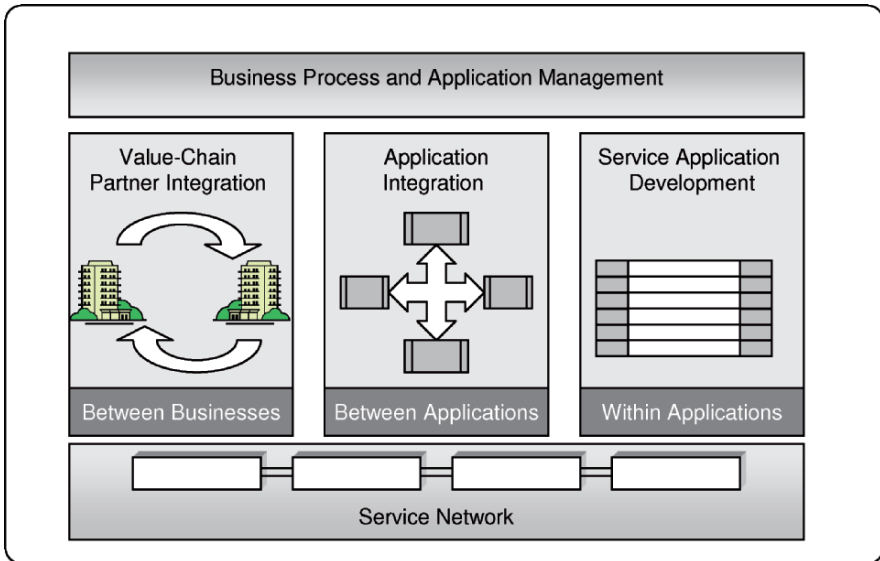 Business Process and Application Management
Value-Chain
Partner Integration
Between Businesses
Application
Integration
Between Applications
Service Application
Development
Within Applications
Service Network